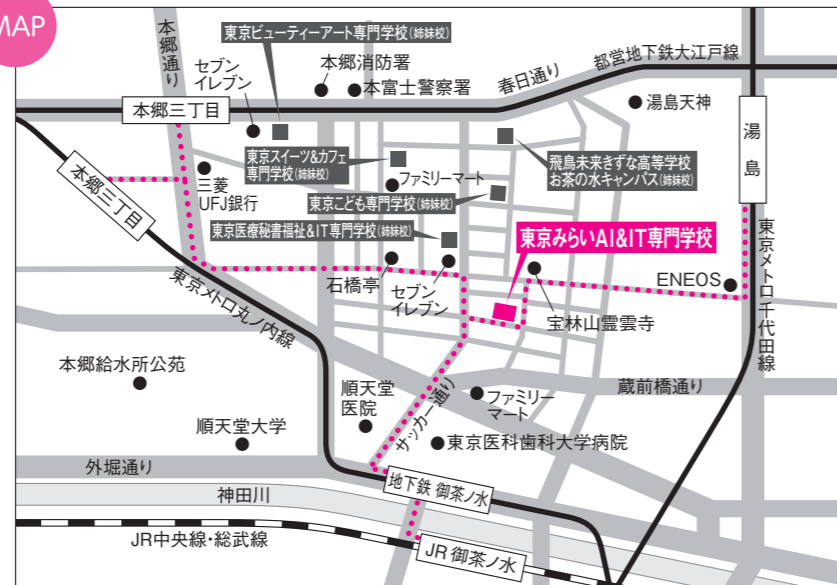 MAP
本郷通り
東京ビューティーアート専門学校(姉妹校)
セブン
イレブン
本郷消防署
本富士警察署
春日通り
都営地下鉄大江戸線
本郷三丁目
湯島天神
湯島
本郷三丁目
三菱
UFJ銀行
東京スイーツ&カフェ
専門学校(姉妹校)
ファミリーマート
飛鳥未来きずな高等学校
お茶の水キャンパス(姉妹校)
東京こども専門学校(姉妹校)
東京医療秘書福祉&IT専門学校(姉妹校)
東京みらいAI&IT専門学校
東京メトロ丸ノ内線
石橋亭
セブン
イレブン
宝林山霊雲寺
ENEOS
東京メトロ千代田線
本郷給水所公苑
順天堂
医院
サッカー通り
ファミリー
マート
蔵前橋通り
順天堂大学
東京医科歯科大学病院
外堀通り
地下鉄 御茶ノ水
神田川
JR中央線・総武線
JR 御茶ノ水